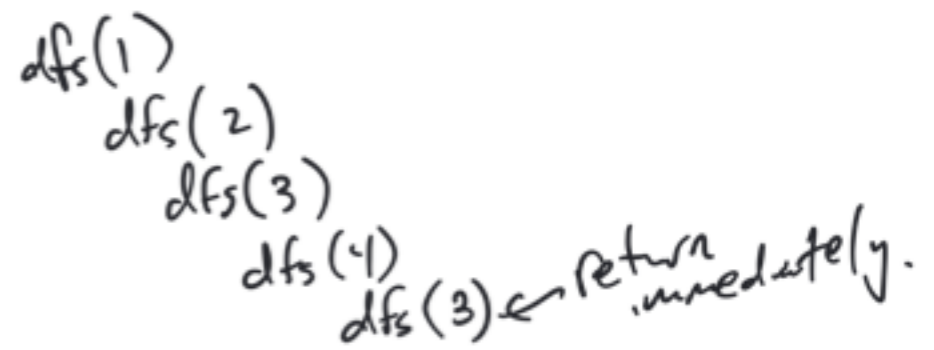 dfs(1)
dfs(2)
dfs(3)
dfs(4)
dfs(3) ← return
immediately.